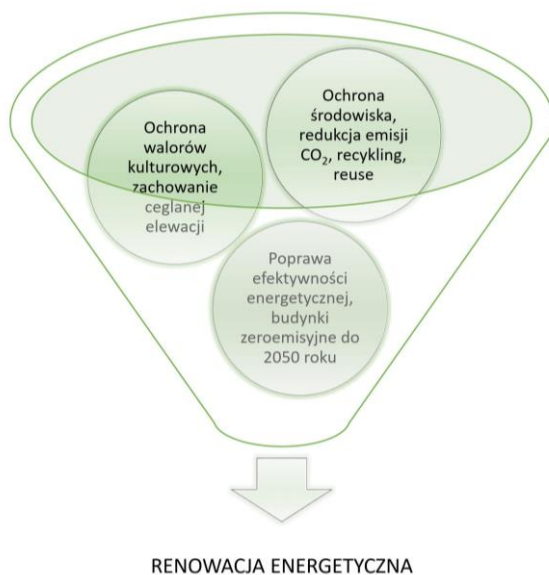 Ochrona
walorów
kulturowych,
zachowanie
ceglanej
elewacji
Ochrona
środowiska,
redukcja emisji
CO₂, recykling,
reuse
Poprawa
efektywności
energetycznej,
budynki
zeroemisyjne do
2050 roku
RENOWACJA ENERGETYCZNA